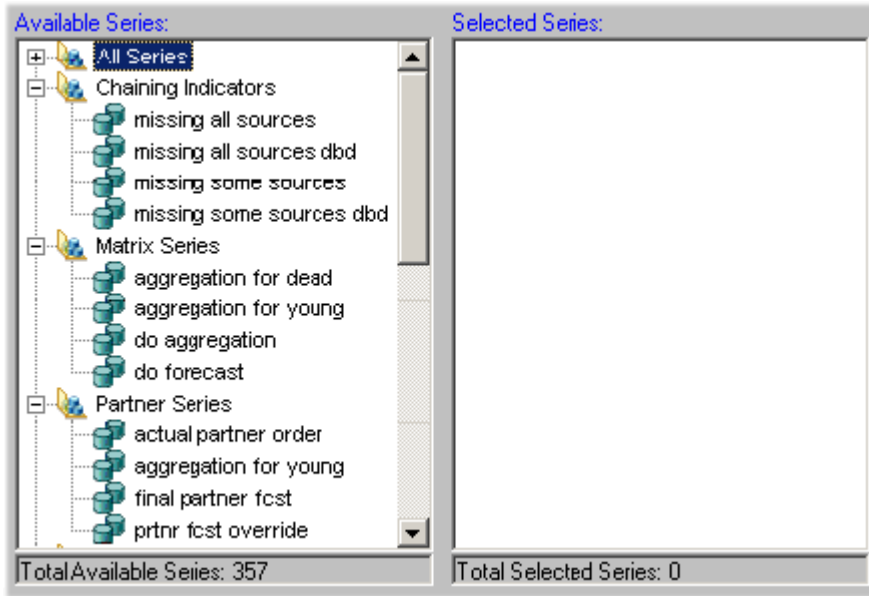 Available Series:
All Series
Chaining Indicators
missing all sources
missing all sources dbd
missing some sources
missing some sources dbd
Matrix Series
aggregation for dead
aggregation for young
do aggregation
do forecast
Partner Series
actual partner order
aggregation for young
final partner fcst
prtnr fcst override
Total Available Series: 357
Selected Series:
Total Selected Series: 0